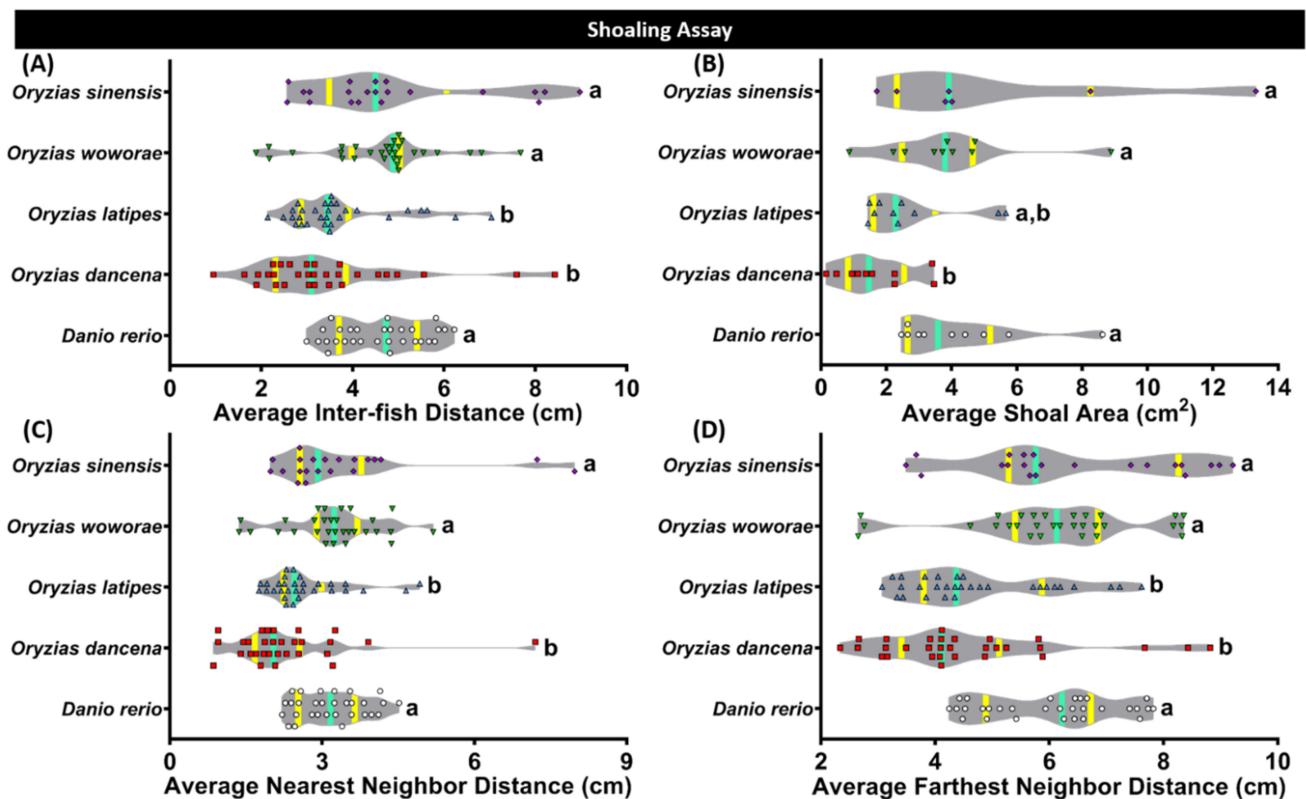 Shoaling Assay
(A)
Oryzias sinensis
a
Oryzias woworae
a
Oryzias latipes
b
Oryzias dancena
b
Danio rerio
a
0 2 4 6 8 10
Average Inter-fish Distance (cm)
(B)
Oryzias sinensis
a
Oryzias woworae
a
Oryzias latipes
a,b
Oryzias dancena
b
Danio rerio
a
0 2 4 6 8 10 12 14
Average Shoal Area (cm²)
(C)
Oryzias sinensis
a
Oryzias woworae
a
Oryzias latipes
b
Oryzias dancena
b
Danio rerio
a
0 3 6 9
Average Nearest Neighbor Distance (cm)
(D)
Oryzias sinensis
a
Oryzias woworae
a
Oryzias latipes
b
Oryzias dancena
b
Danio rerio
a
2 4 6 8 10
Average Farthest Neighbor Distance (cm)